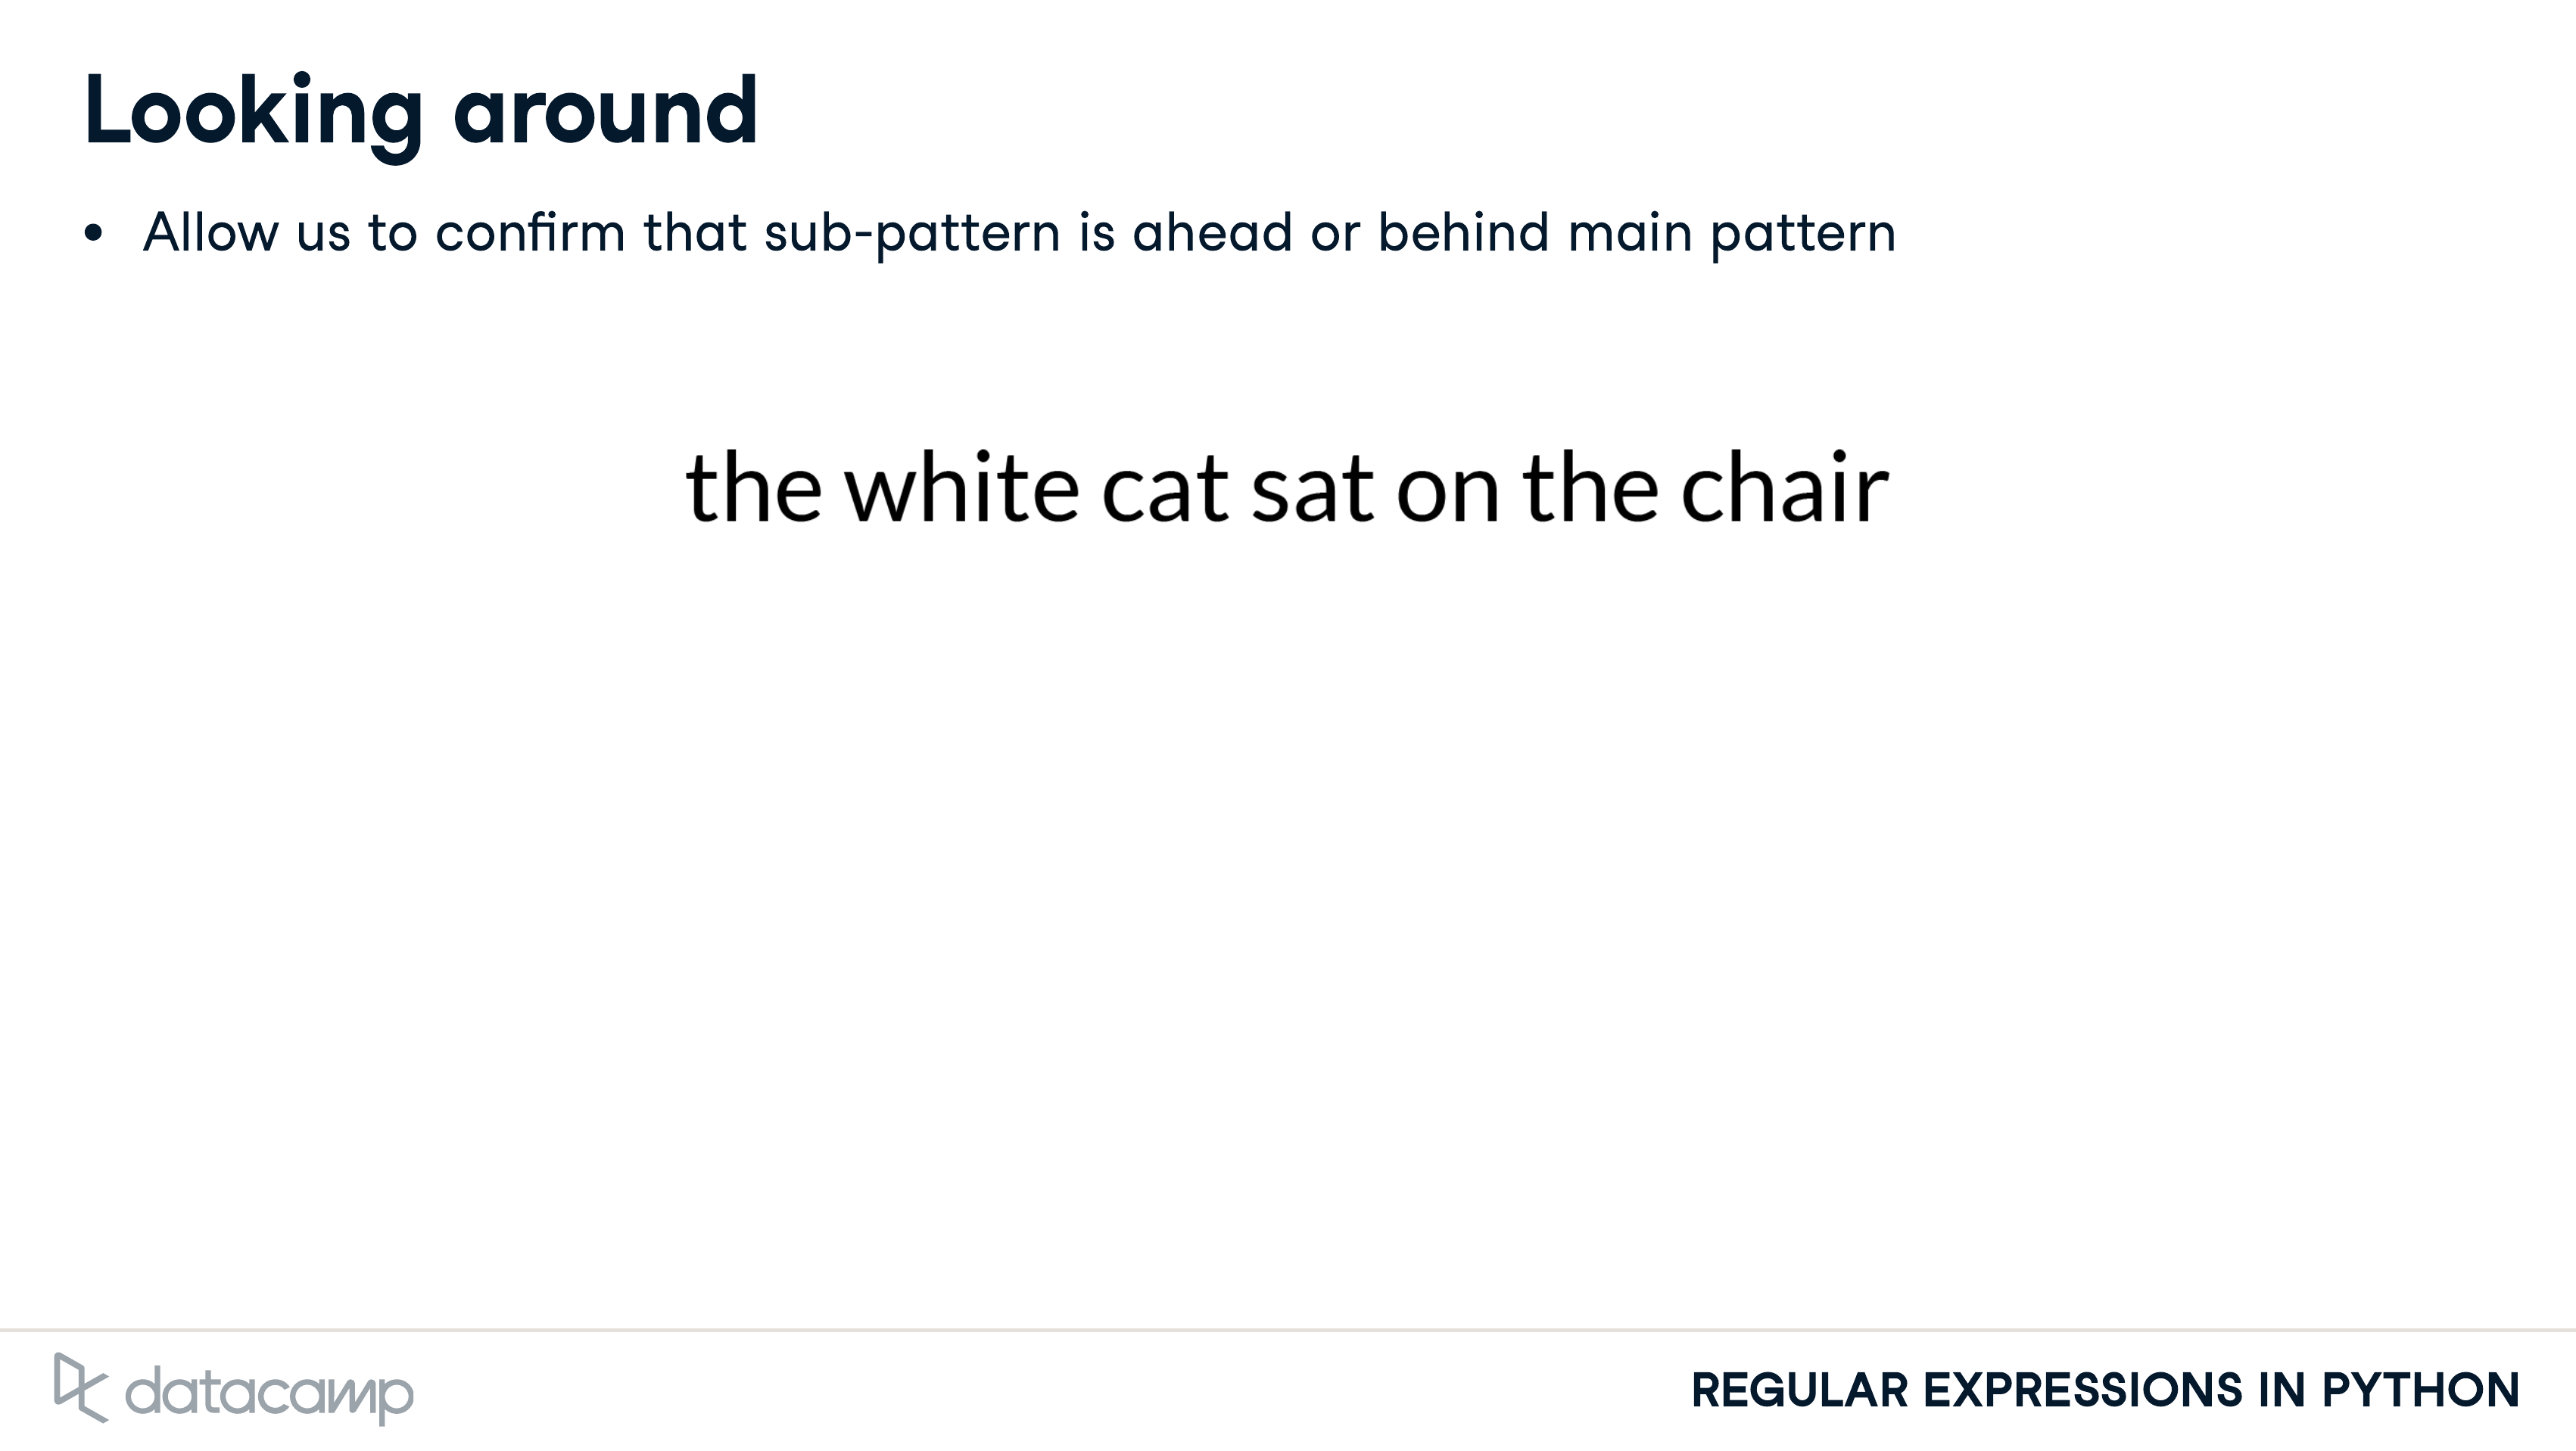 Looking around
• Allow us to confirm that sub-pattern is ahead or behind main pattern
the white cat sat on the chair
datacamp
REGULAR EXPRESSIONS IN PYTHON